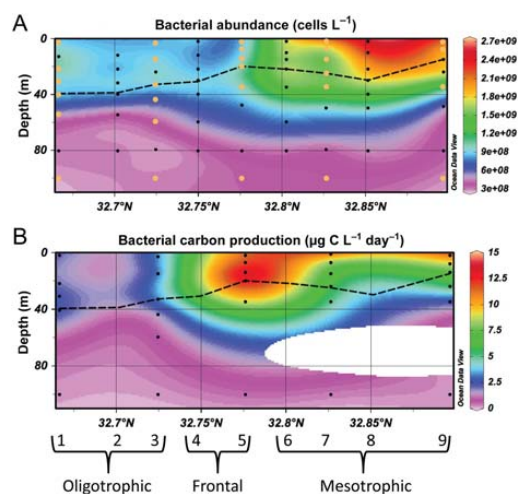 A
Bacterial abundance (cells L⁻¹)
Depth (m)
0
40
80
32.7°N
32.75°N
32.8°N
32.85°N
2.7e+09
2.4e+09
2.1e+09
1.8e+09
1.5e+09
1.2e+09
9e+08
6e+08
3e+08
Ocean Data View
B
Bacterial carbon production (µg C L⁻¹ day⁻¹)
Depth (m)
0
40
80
32.7°N
32.75°N
32.8°N
32.85°N
15
12.5
10
7.5
5
2.5
0
Ocean Data View
1 2 3 4 5 6 7 8 9
Oligotrophic Frontal Mesotrophic